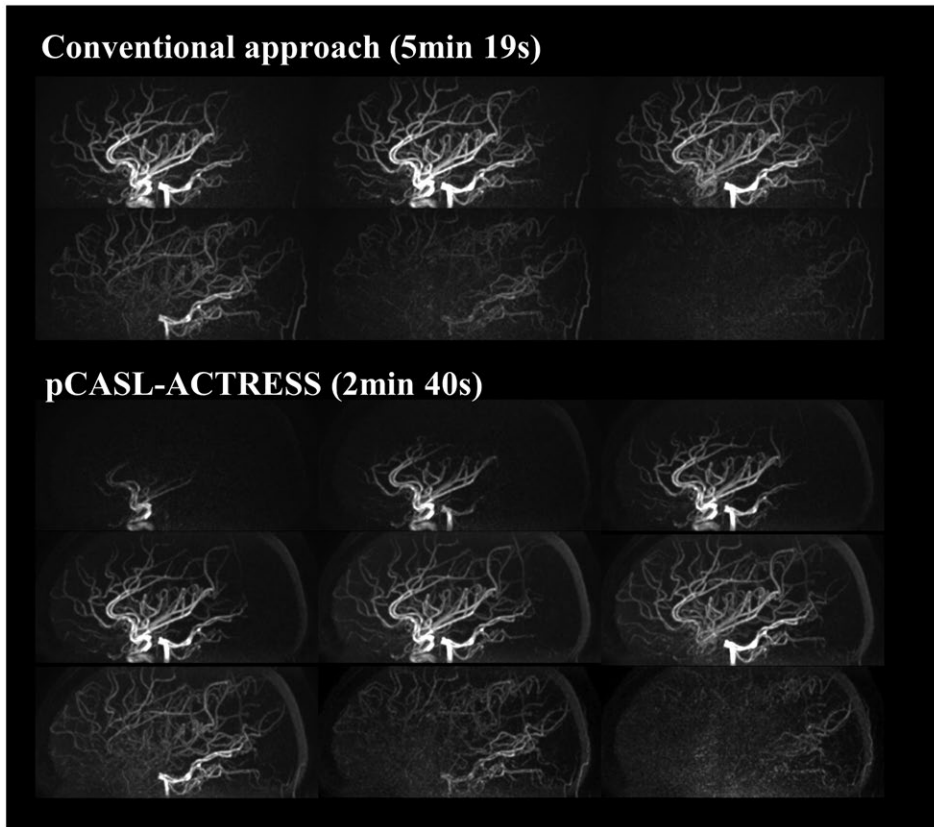 Conventional approach (5min 19s)
pCASL-ACTRESS (2min 40s)